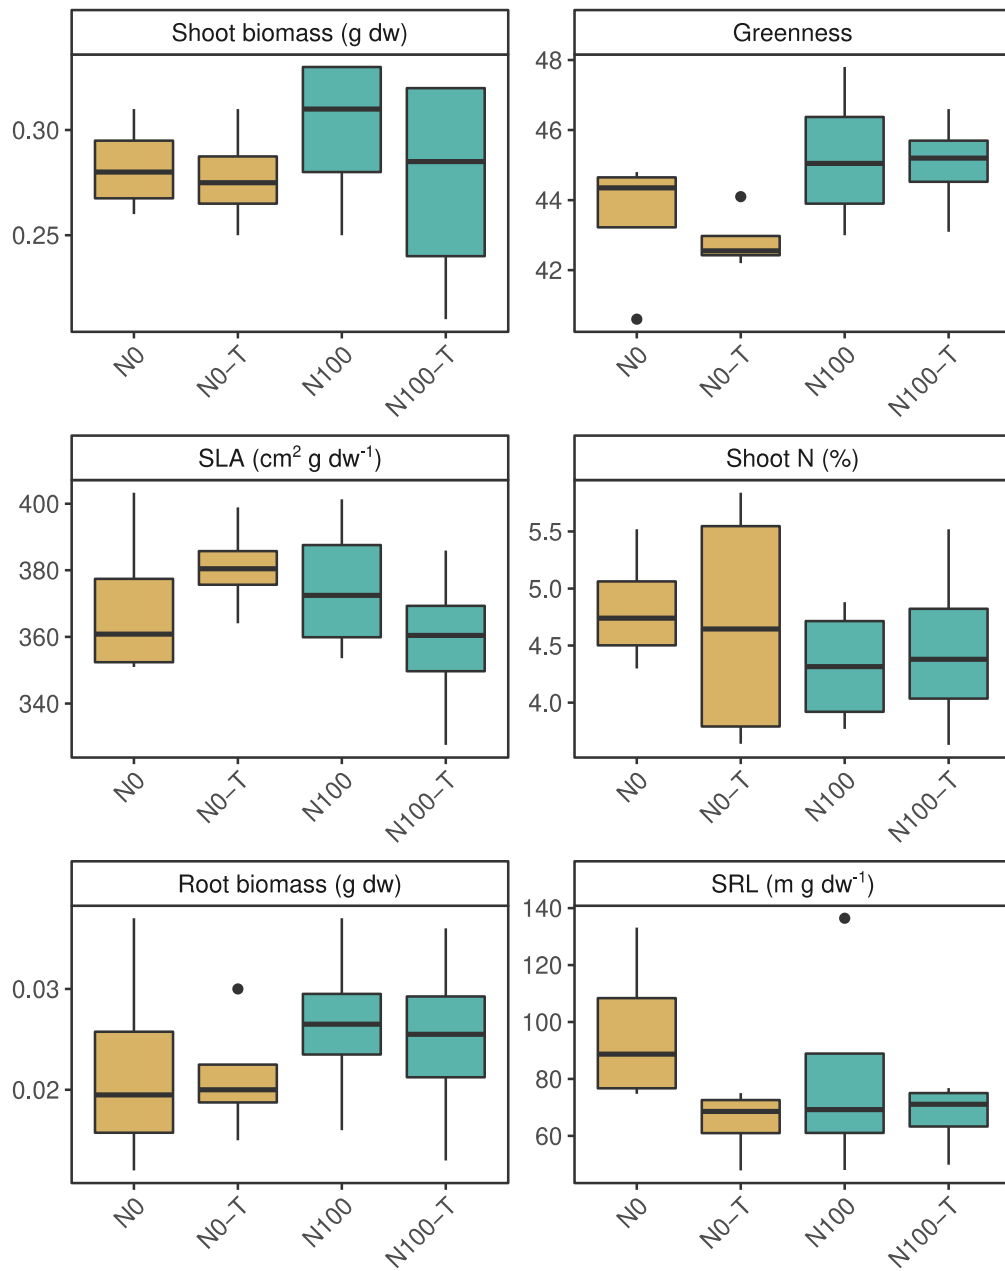 Shoot biomass (g dw)
0.30
0.25
N0
N0−T
N100
N100−T
Greenness
48
46
44
42
N0
N0−T
N100
N100−T
SLA (cm² g dw⁻¹)
400
380
360
340
N0
N0−T
N100
N100−T
Shoot N (%)
5.5
5.0
4.5
4.0
N0
N0−T
N100
N100−T
Root biomass (g dw)
0.03
0.02
N0
N0−T
N100
N100−T
SRL (m g dw⁻¹)
140
120
100
80
60
N0
N0−T
N100
N100−T